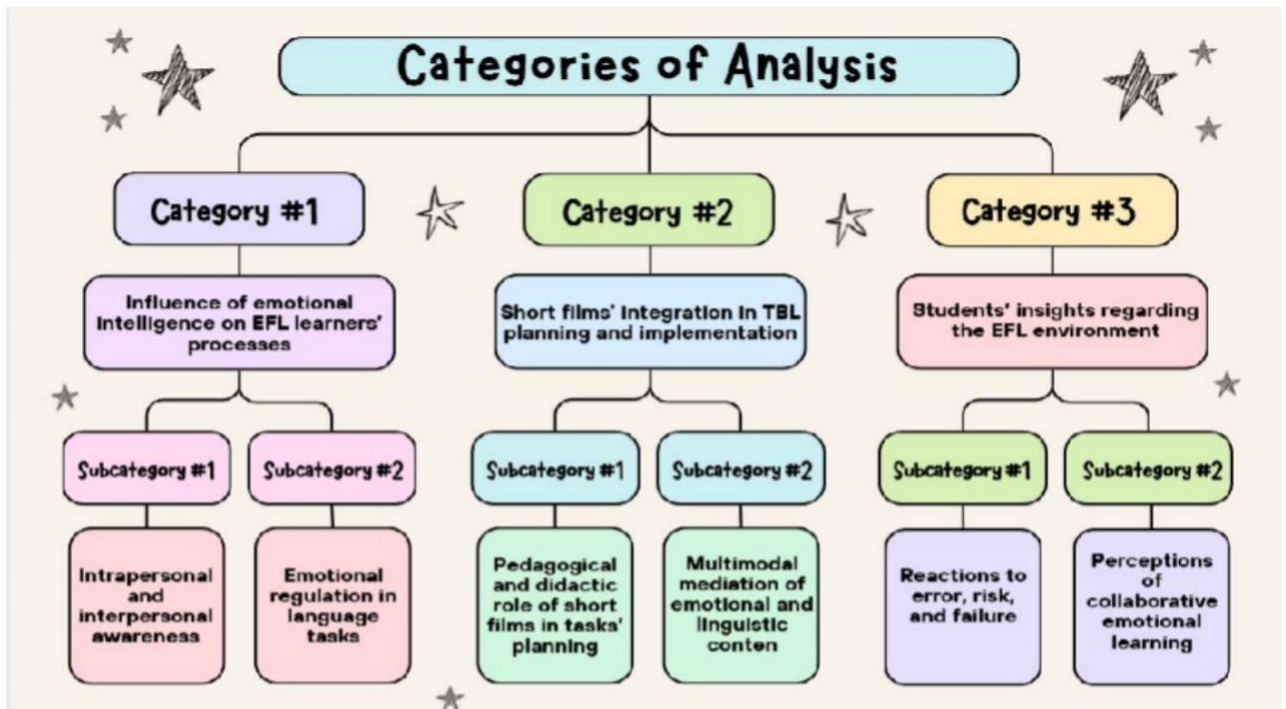 Categories of Analysis
Category #1
Category #2
Category #3
Influence of emotional
intelligence on EFL learners'
processes
Short films' integration in TBL
planning and implementation
Students' insights regarding
the EFL environment
Subcategory #1
Subcategory #2
Subcategory #1
Subcategory #2
Subcategory #1
Subcategory #2
Intrapersonal
and
interpersonal
awareness
Emotional
regulation in
language
tasks
Pedagogical
and didactic
role of short
films in tasks'
planning
Multimodal
mediation of
emotional and
linguistic
conten
Reactions to
error, risk,
and failure
Perceptions
of
collaborative
emotional
learning